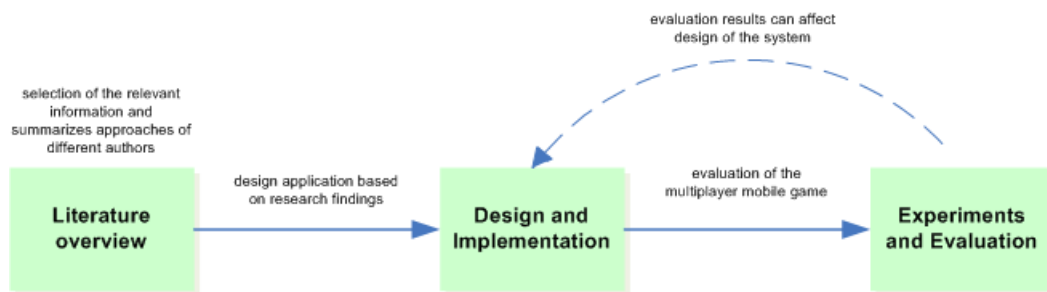 evaluation results can affect
design of the system
selection of the relevant
information and
summarizes approaches of
different authors
design application based
on research findings
evaluation of the
multiplayer mobile game
Literature
overview
Design and
Implementation
Experiments
and Evaluation